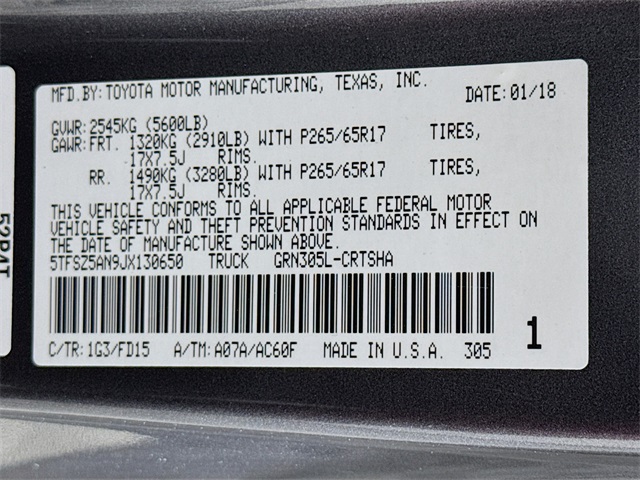 MFD.BY:TOYOTA MOTOR MANUFACTURING, TEXAS, INC. DATE:01/18
GVWR:2545KG (5600LB)
GAWR:FRT. 1320KG (2910LB) WITH P265/65R17 TIRES,
17X7.5J RIMS.
RR. 1490KG (3280LB) WITH P265/65R17 TIRES,
17X7.5J RIMS.
THIS VEHICLE CONFORMS TO ALL APPLICABLE FEDERAL MOTOR
VEHICLE SAFETY AND THEFT PREVENTION STANDARDS IN EFFECT ON
THE DATE OF MANUFACTURE SHOWN ABOVE.
5TFSZ5AN9JX130650 TRUCK GRN305L-CRTSHA
1
C/TR:1G3/FD15 A/TM:A07A/AC60F MADE IN U.S.A. 305